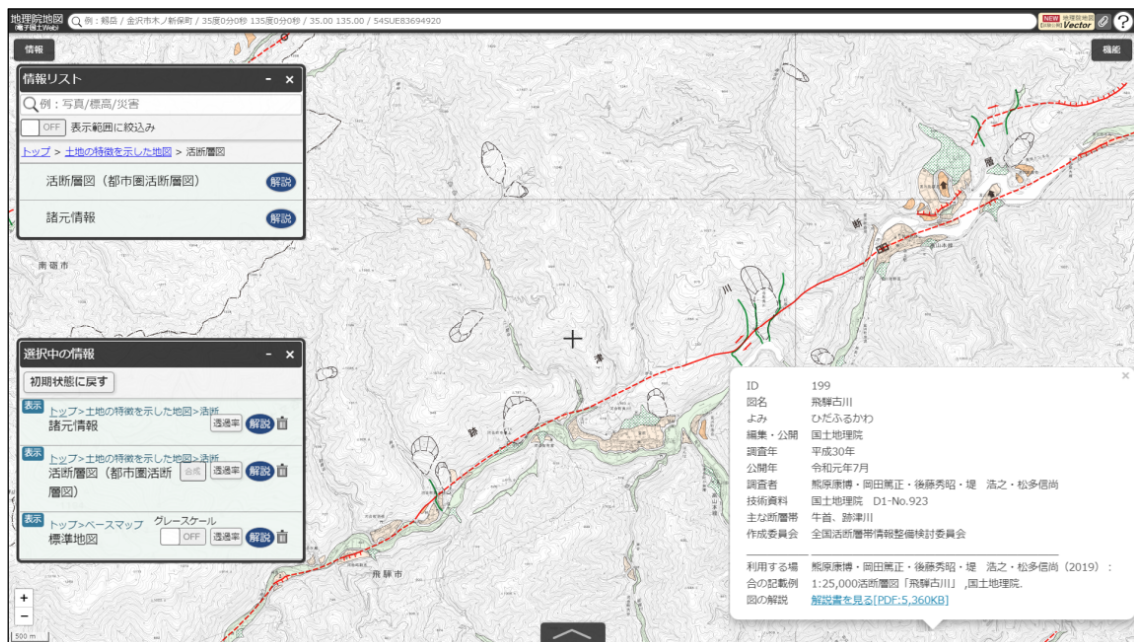 地理院地図
(電子国土Web)
例：剱岳 / 金沢市木ノ新保町 / 35度0分0秒 135度0分0秒 / 35.00 135.00 / 54SUE83694920
NEW 地理院地図
Vector
?
情報
機能
情報リスト
例：写真/標高/災害
OFF 表示範囲に絞込み
トップ > 土地の特徴を示した地図 > 活断層図
活断層図（都市圏活断層図） 解説
諸元情報 解説
南砺市
層
断
川
津
跡
高山本線
飛騨市
選択中の情報
初期状態に戻す
表示 トップ>土地の特徴を示した地図>活断
諸元情報 透過率 解説
表示 トップ>土地の特徴を示した地図>活断
活断層図（都市圏活断層図） 合成 透過率 解説
表示 トップ>ベースマップ グレースケール
標準地図 OFF 透過率 解説
+
−
500 m
ID 199
図名 飛騨古川
よみ ひだふるかわ
編集・公開 国土地理院
調査年 平成30年
公開年 令和元年7月
調査者 熊原康博・岡田篤正・後藤秀昭・堤　浩之・松多信尚
技術資料 国土地理院 D1-No.923
主な断層帯 牛首、跡津川
作成委員会 全国活断層帯情報整備検討委員会
利用する場 熊原康博・岡田篤正・後藤秀昭・堤　浩之・松多信尚（2019）：
合の記載例 1:25,000活断層図「飛騨古川」,国土地理院.
図の解説 解説書を見る[PDF:5,360KB]